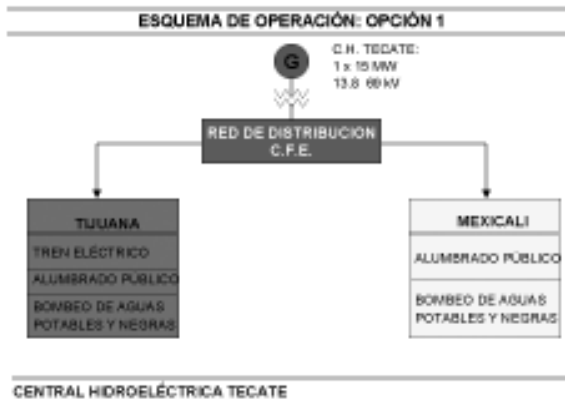 ESQUEMA DE OPERACIÓN: OPCIÓN 1
G
C.H. TECATE:
1 x 15 MW
13.8 69 kV
RED DE DISTRIBUCION
C.F.E.
TIJUANA
TREN ELÉCTRICO
ALUMBRADO PÚBLICO
BOMBEO DE AGUAS
POTABLES Y NEGRAS
MEXICALI
ALUMBRADO PÚBLICO
BOMBEO DE AGUAS
POTABLES Y NEGRAS
CENTRAL HIDROELÉCTRICA TECATE